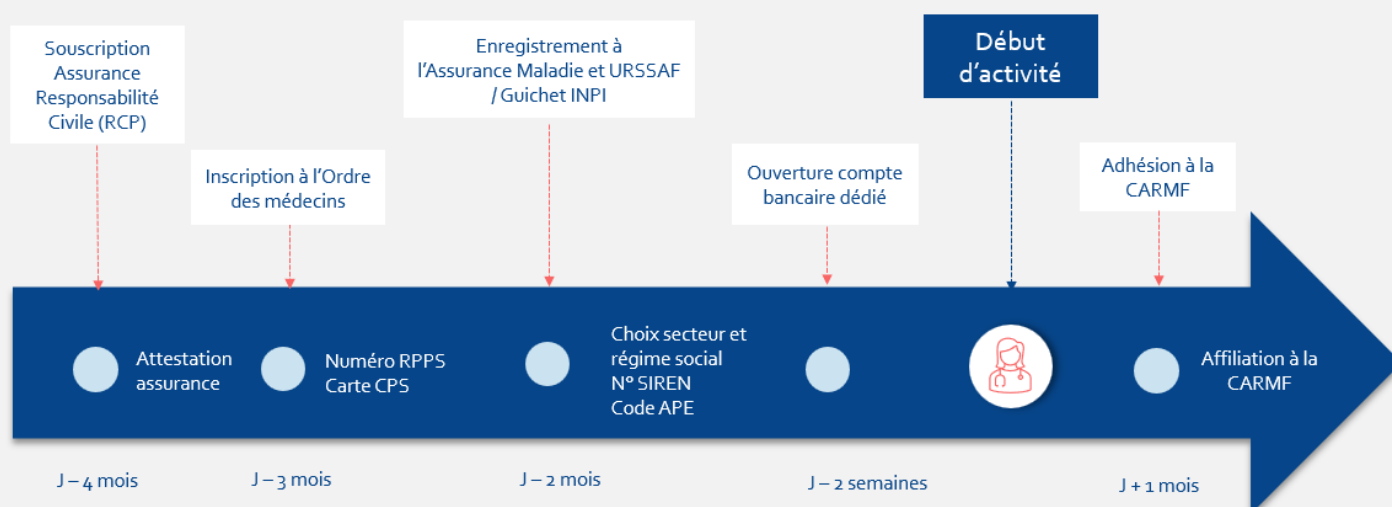 Souscription
Assurance
Responsabilité
Civile (RCP)
Inscription à l'Ordre
des médecins
Enregistrement à
l'Assurance Maladie et URSSAF
/ Guichet INPI
Ouverture compte
bancaire dédié
Début
d'activité
Adhésion à la
CARMF
Attestation
assurance
Numéro RPPS
Carte CPS
Choix secteur et
régime social
N° SIREN
Code APE
Affiliation à la
CARMF
J – 4 mois
J – 3 mois
J – 2 mois
J – 2 semaines
J + 1 mois